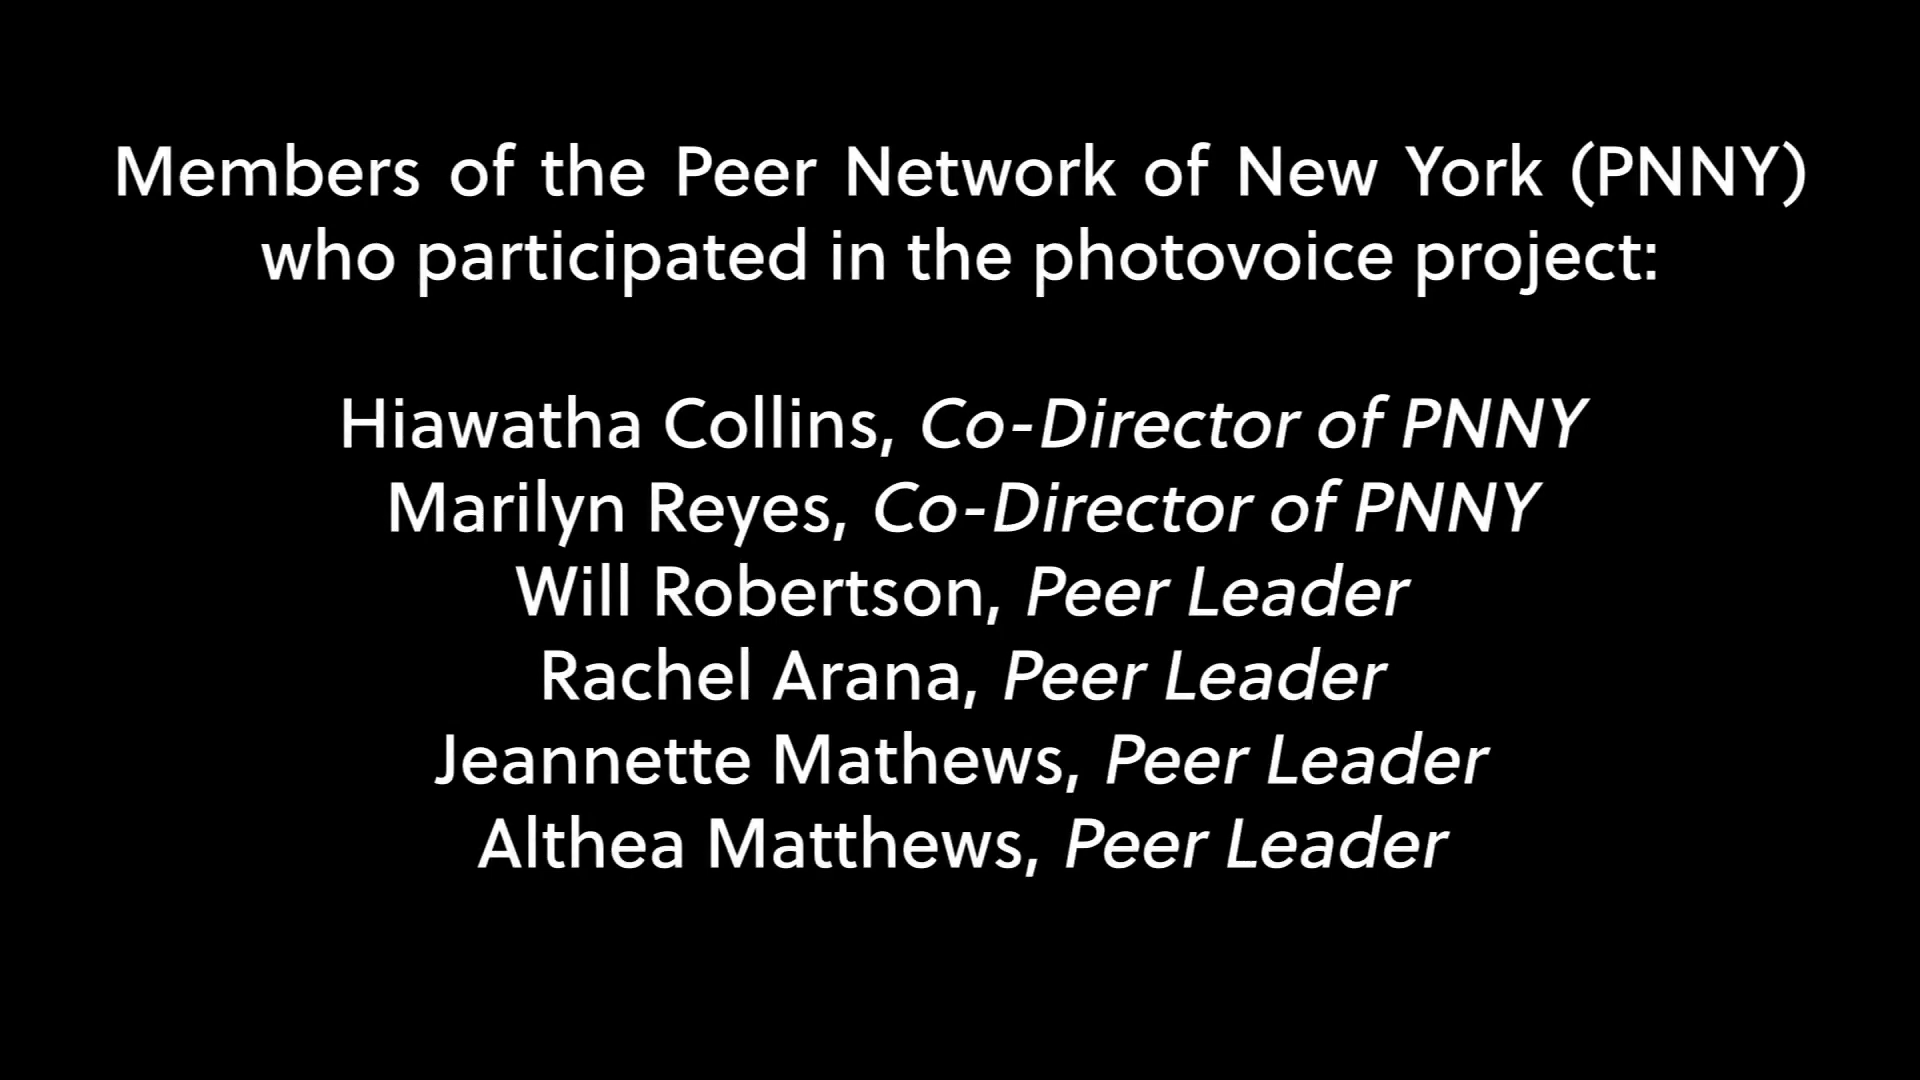 Members of the Peer Network of New York (PNNY)
who participated in the photovoice project:
Hiawatha Collins, Co-Director of PNNY
Marilyn Reyes, Co-Director of PNNY
Will Robertson, Peer Leader
Rachel Arana, Peer Leader
Jeannette Mathews, Peer Leader
Althea Matthews, Peer Leader